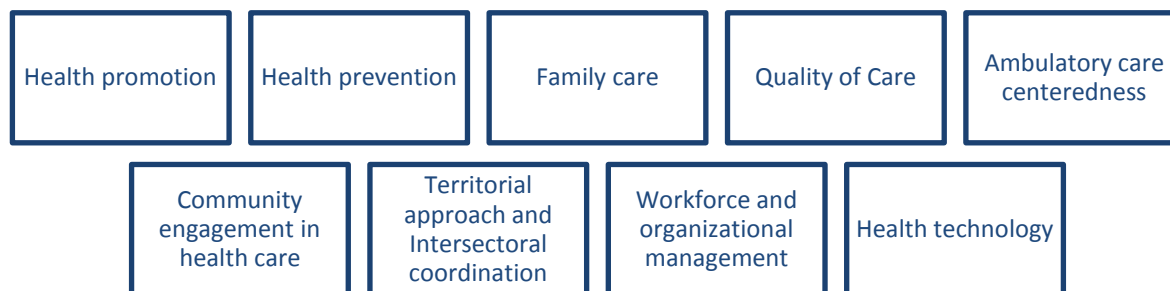 Health promotion
Health prevention
Family care
Quality of Care
Ambulatory care
centeredness
Community
engagement in
health care
Territorial
approach and
Intersectoral
coordination
Workforce and
organizational
management
Health technology